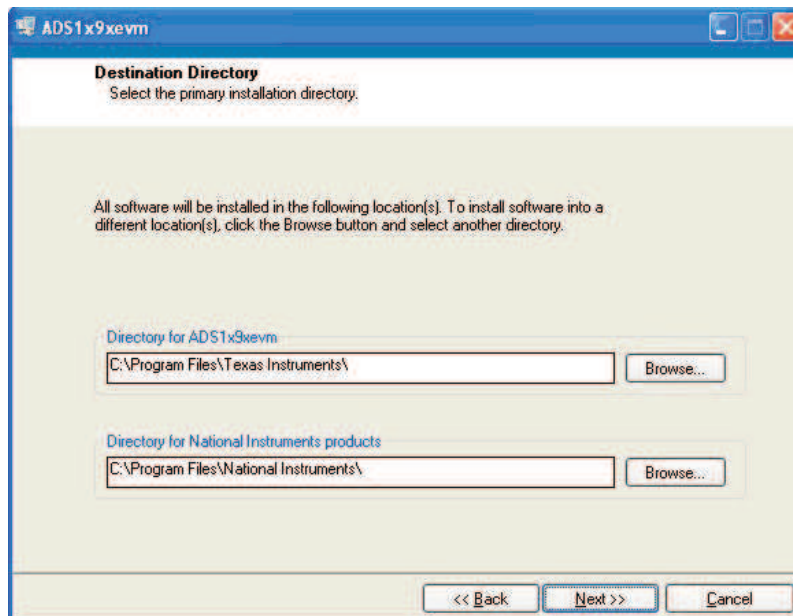 ADS1x9xevm
Destination Directory
Select the primary installation directory.
All software will be installed in the following location(s). To install software into a
different location(s), click the Browse button and select another directory.
Directory for ADS1x9xevm
C:\Program Files\Texas Instruments\
Browse...
Directory for National Instruments products
C:\Program Files\National Instruments\
Browse...
<< Back
Next >>
Cancel